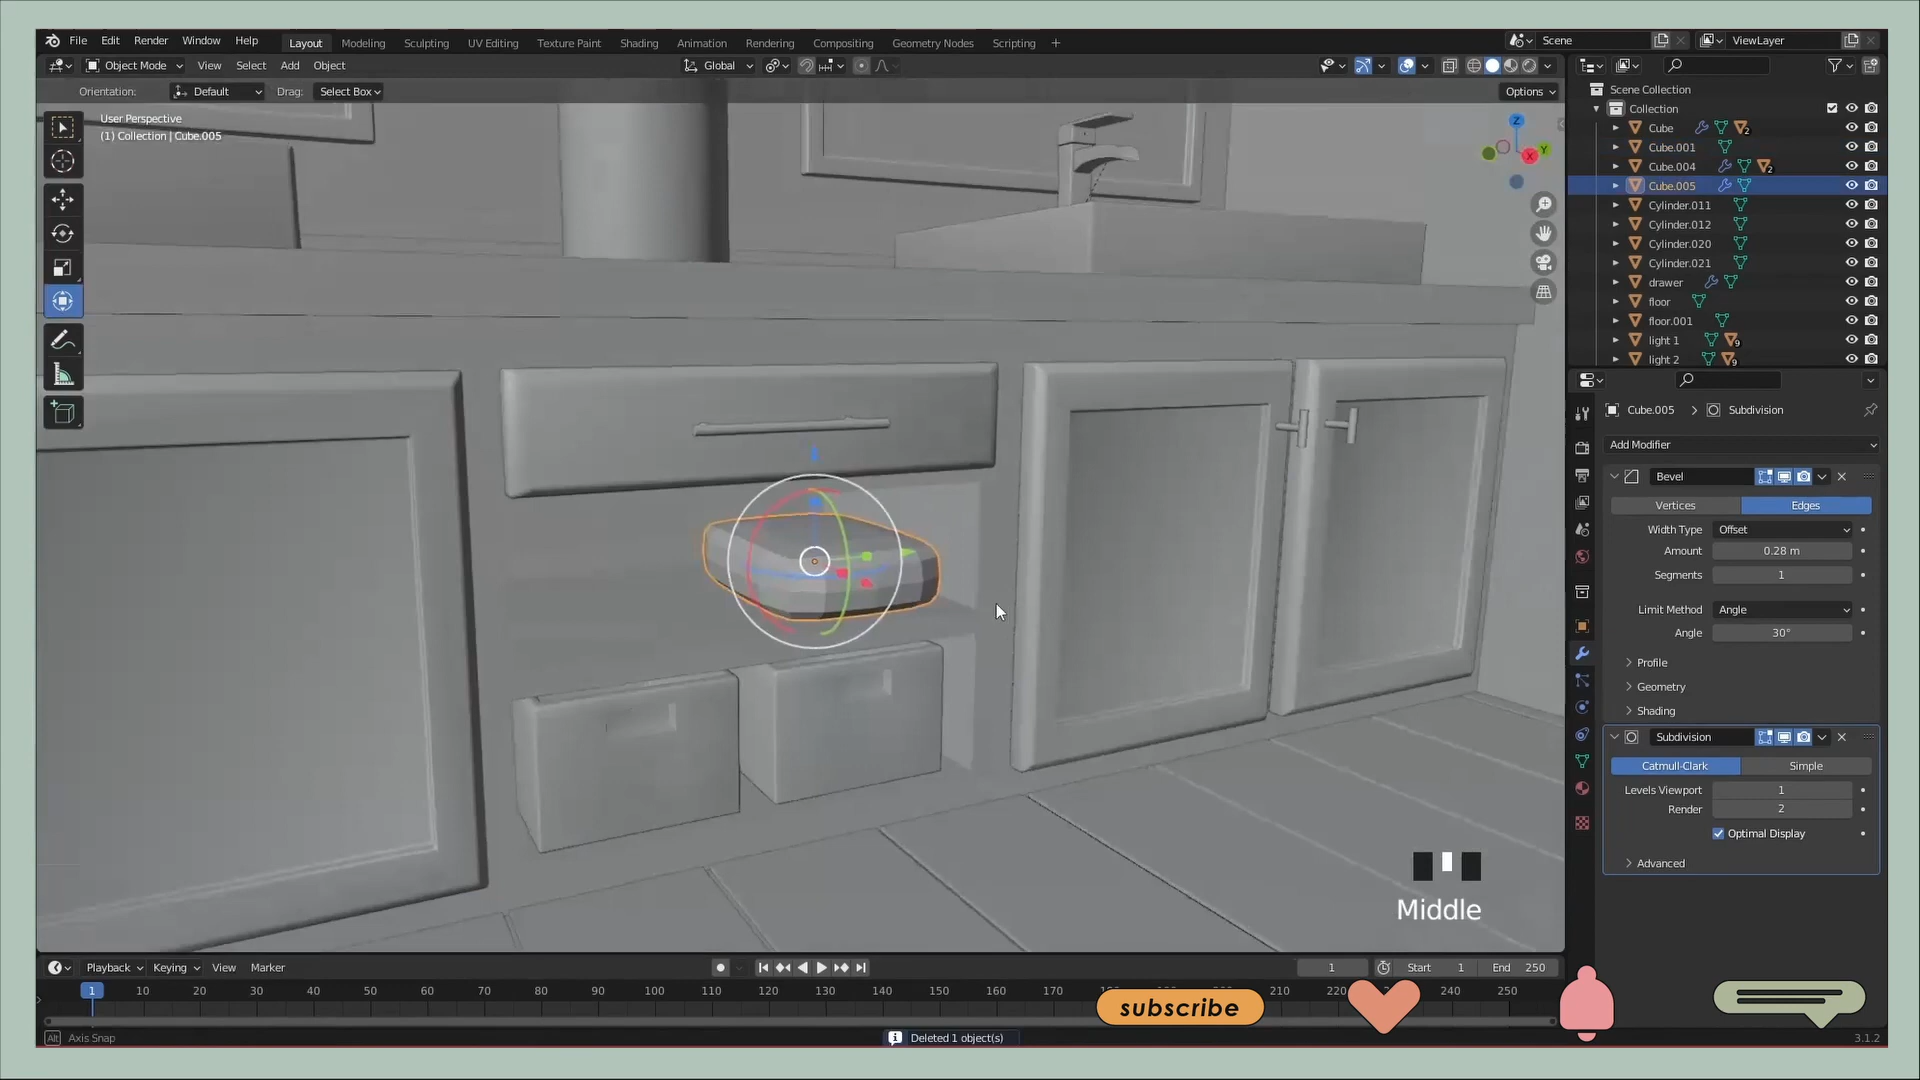 File Edit Render Window Help Layout Modeling Sculpting UV Editing Texture Paint Shading Animation Rendering Compositing Geometry Nodes Scripting + Scene ViewLayer
Object Mode View Select Add Object Global
Orientation: Default Drag: Select Box Options
User Perspective
(1) Collection | Cube.005
Z
X
Y
Scene Collection
Collection
Cube 2
Cube.001
Cube.004 2
Cube.005
Cylinder.011
Cylinder.012
Cylinder.020
Cylinder.021
drawer
floor
floor.001
light 1 9
light 2 9
Cube.005 > Subdivision
Add Modifier
Bevel
Vertices Edges
Width Type Offset
Amount 0.28 m
Segments 1
Limit Method Angle
Angle 30°
Profile
Geometry
Shading
Subdivision
Catmull-Clark Simple
Levels Viewport 1
Render 2
Optimal Display
Advanced
Middle
Playback Keying View Marker 1 Start 1 End 250
1 10 20 30 40 50 60 70 80 90 100 110 120 130 140 150 160 170 220 240 250
subscribe
Alt Axis Snap Deleted 1 object(s) 3.1.2